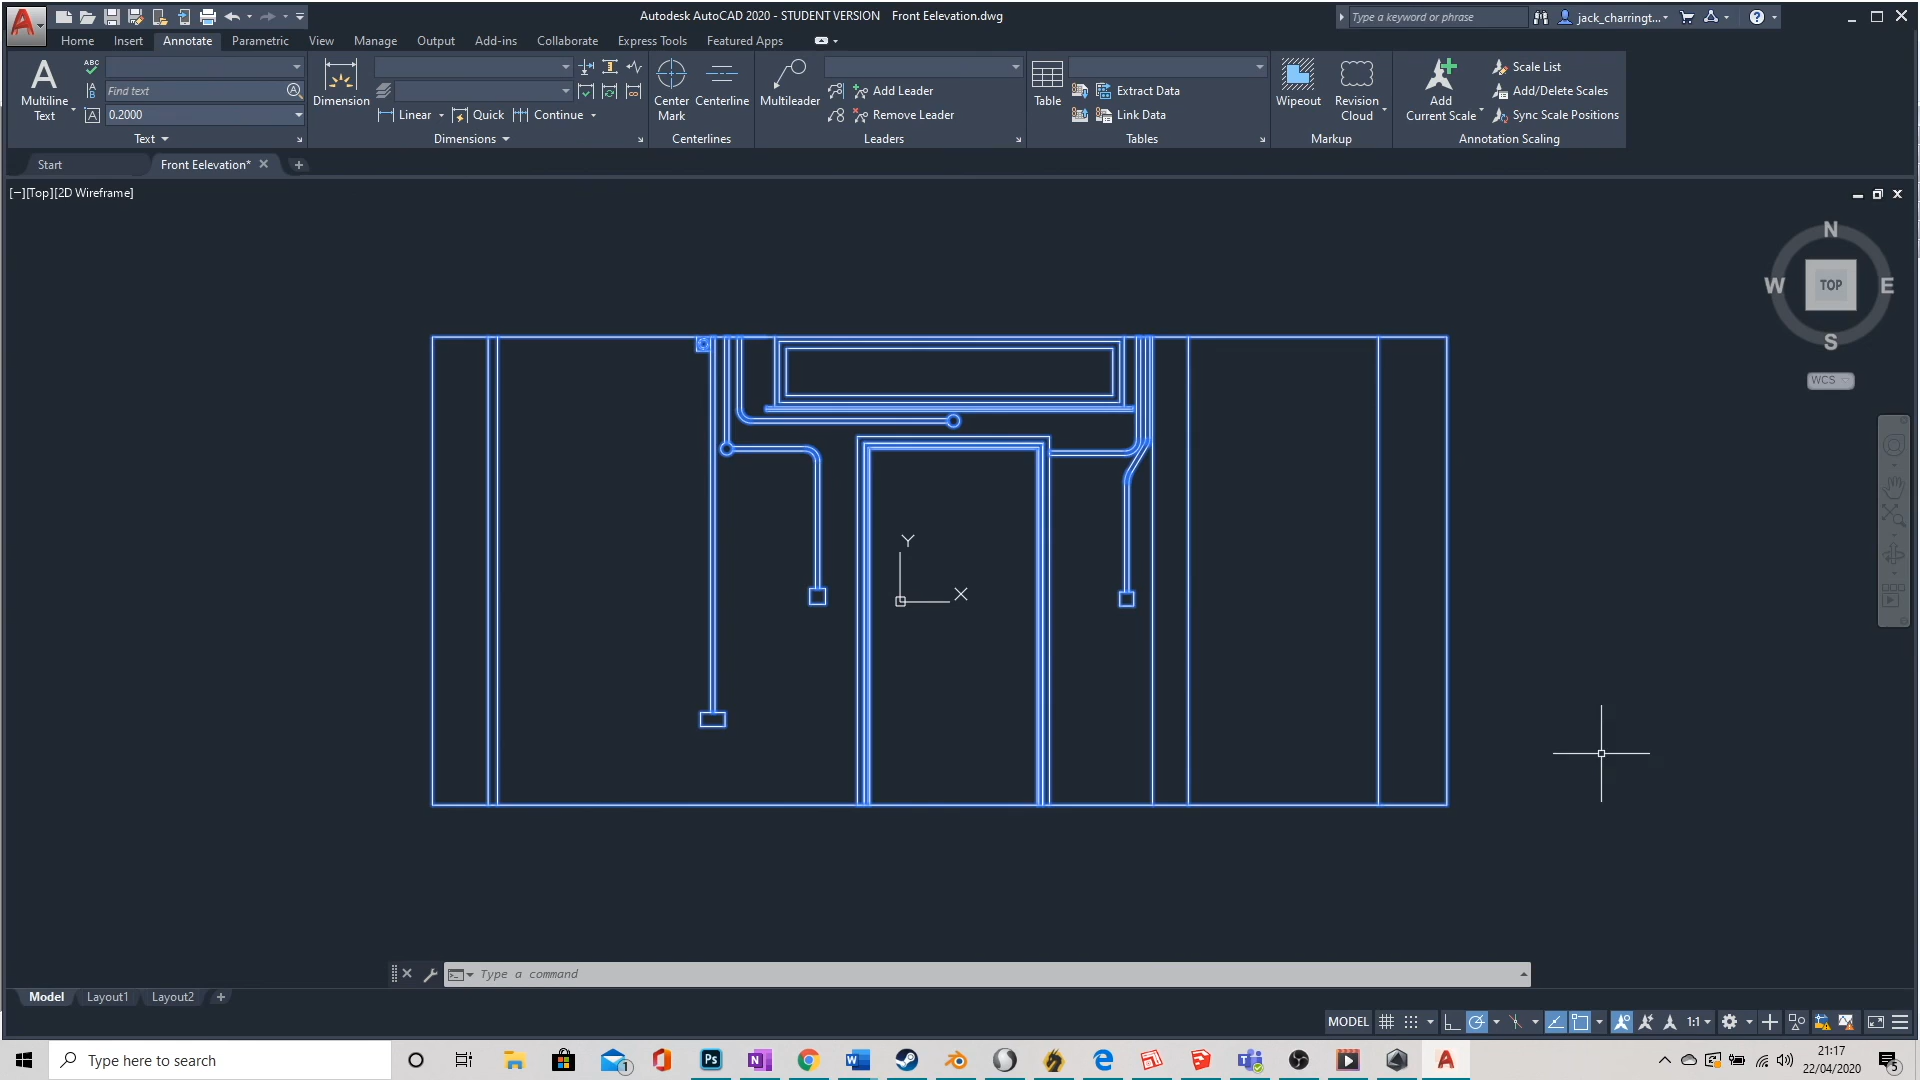 Autodesk AutoCAD 2020 - STUDENT VERSION Front Eelevation.dwg
Type a keyword or phrase
jack_charringt...
Home Insert Annotate Parametric View Manage Output Add-ins Collaborate Express Tools Featured Apps
A
Multiline
Text
ABC
Find text
0.2000
Text
Dimension
Linear
Quick
Continue
Dimensions
Center
Mark
Centerline
Centerlines
Multileader
Add Leader
Remove Leader
Leaders
Table
Extract Data
Link Data
Tables
Wipeout
Revision
Cloud
Markup
Add
Current Scale
Scale List
Add/Delete Scales
Sync Scale Positions
Annotation Scaling
Start
Front Eelevation*
[−][Top][2D Wireframe]
N
W
TOP
E
S
WCS
Y
X
Type a command
Model
Layout1
Layout2
MODEL
1:1
Type here to search
1
Ps
N
W
A
21:17
22/04/2020
5